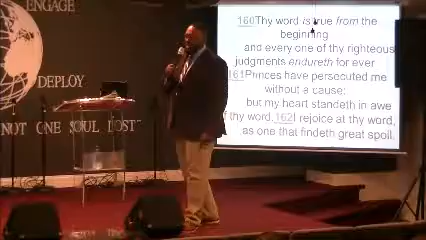 ENGAGE
DEPLOY
NOT ONE SOUL LOST
160Thy word is true from the
beginning
and every one of thy righteous
judgments endureth for ever
161Princes have persecuted me
without a cause:
but my heart standeth in awe
f thy word. 162I rejoice at thy word,
as one that findeth great spoil.